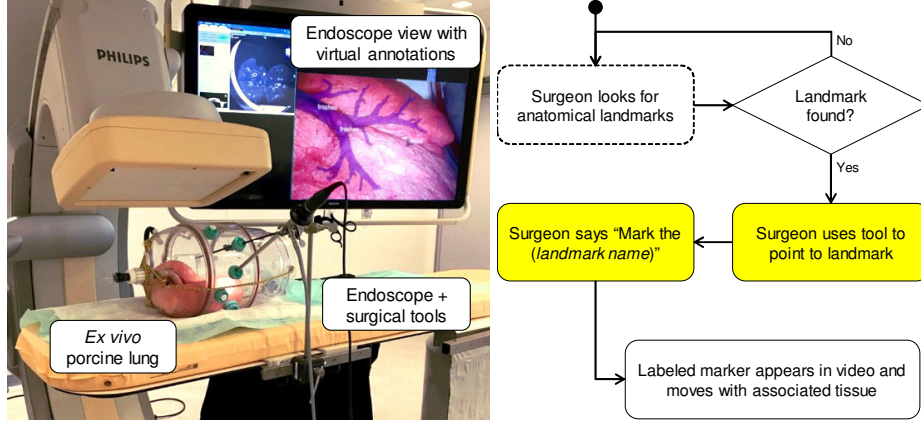 PHILIPS
Endoscope view with
virtual annotations
Endoscope +
surgical tools
Ex vivo
porcine lung
No
Surgeon looks for
anatomical landmarks
Landmark
found?
Yes
Surgeon says “Mark the
(landmark name)”
Surgeon uses tool to
point to landmark
Labeled marker appears in video and
moves with associated tissue